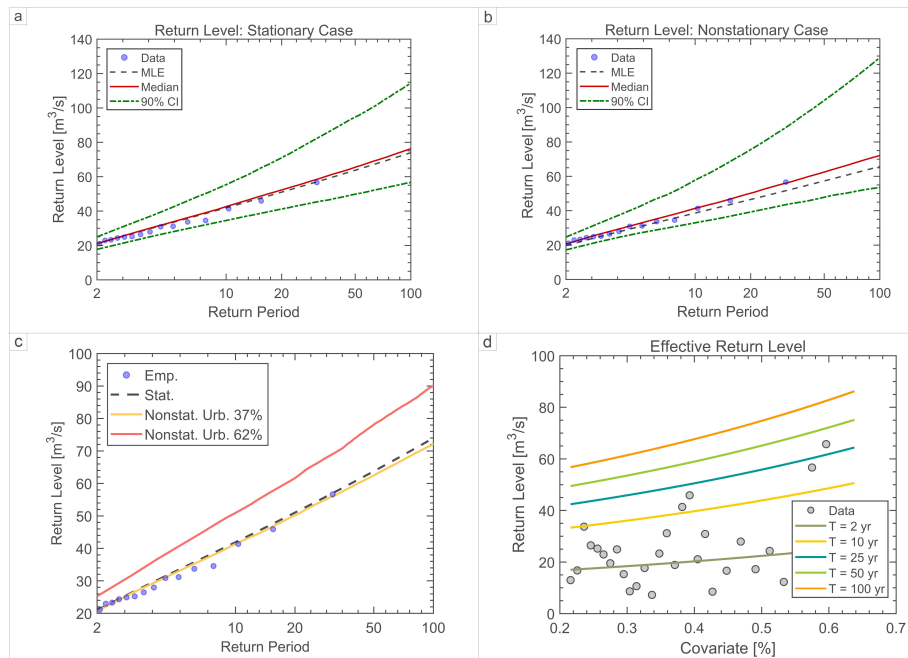 a
Return Level: Stationary Case
140
120
100
80
60
40
20
0
Return Level [m³/s]
Data
MLE
Median
90% CI
2
10
20
50
100
Return Period
b
Return Level: Nonstationary Case
140
120
100
80
60
40
20
0
Return Level [m³/s]
Data
MLE
Median
90% CI
2
10
20
50
100
Return Period
c
100
90
80
70
60
50
40
30
20
Return Level [m³/s]
Emp.
Stat.
Nonstat. Urb. 37%
Nonstat. Urb. 62%
2
10
20
50
100
Return Period
d
Effective Return Level
100
80
60
40
20
0
Return Level [m³/s]
Data
T = 2 yr
T = 10 yr
T = 25 yr
T = 50 yr
T = 100 yr
0.2
0.3
0.4
0.5
0.6
0.7
Covariate [%]